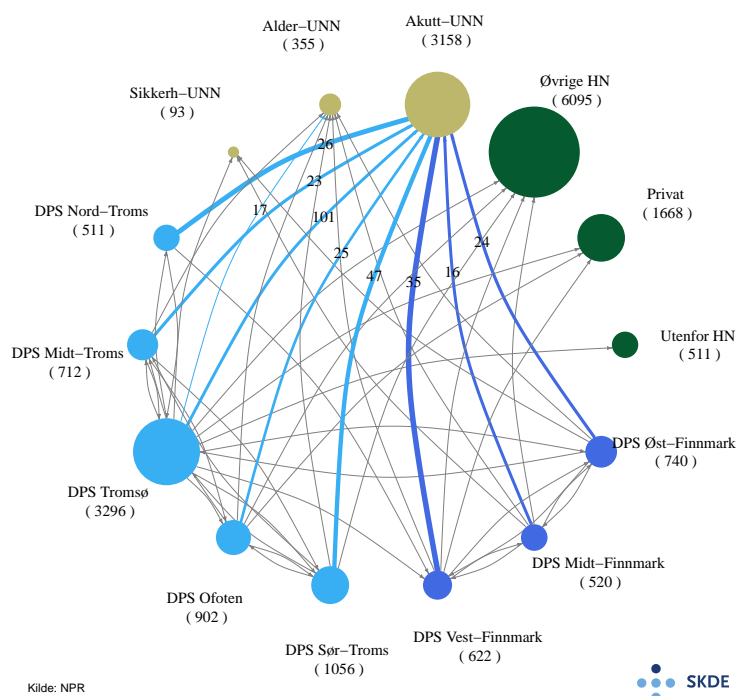 Akutt−UNN
( 3158 )
Alder−UNN
( 355 )
Øvrige HN
( 6095 )
Sikkerh−UNN
( 93 )
26
23
Privat
( 1668 )
DPS Nord−Troms
( 511 )
17
101
24
25
47
35
16
Utenfor HN
( 511 )
DPS Midt−Troms
( 712 )
DPS Øst−Finnmark
( 740 )
DPS Tromsø
( 3296 )
DPS Midt−Finnmark
( 520 )
DPS Ofoten
( 902 )
DPS Vest−Finnmark
( 622 )
DPS Sør−Troms
( 1056 )
Kilde: NPR
SKDE